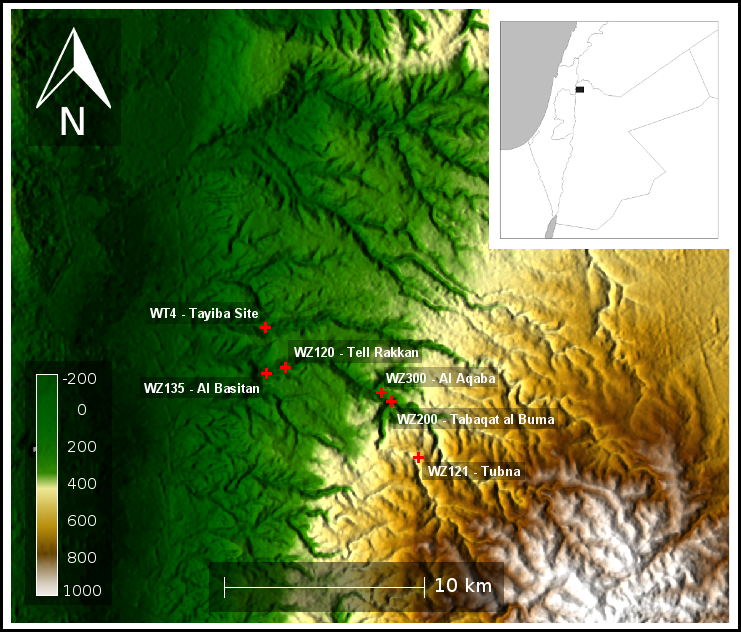 N
WT4 - Tayiba Site
WZ120 - Tell Rakkan
WZ135 - Al Basitan
WZ300 - Al Aqaba
WZ200 - Tabaqat al Buma
WZ121 - Tubna
-200
0
200
400
600
800
1000
10 km